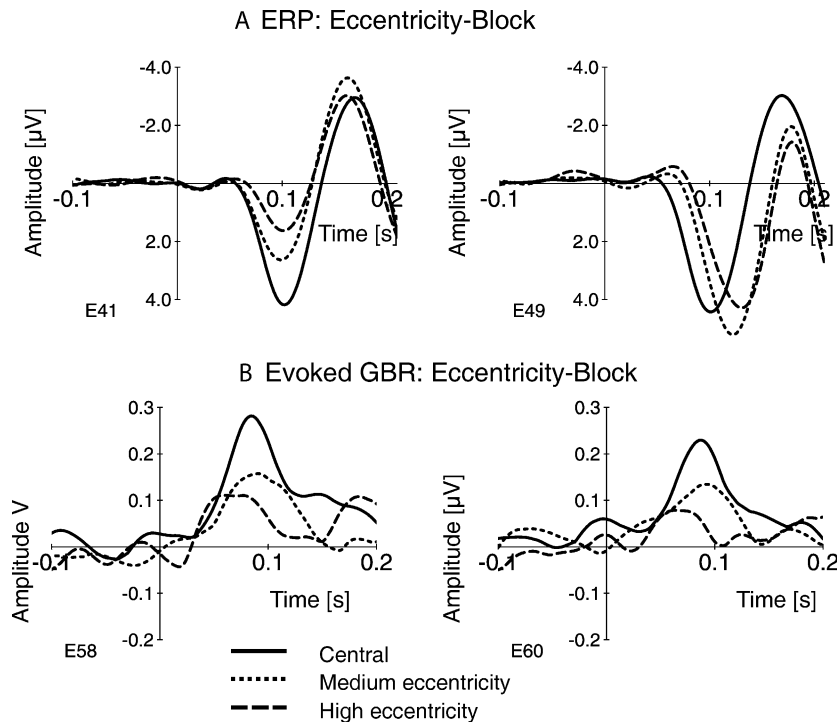 A ERP: Eccentricity-Block
-4.0
-2.0
-0.1
0.1
0.2
2.0
4.0
Amplitude [µV]
Time [s]
E41
-4.0
-2.0
-0.1
0.1
0.2
2.0
4.0
Amplitude [µV]
Time [s]
E49
B Evoked GBR: Eccentricity-Block
0.3
0.2
0.1
-0.1
0.1
0.2
-0.1
-0.2
Amplitude V
Time [s]
E58
0.3
0.2
0.1
-0.1
0.1
0.2
-0.1
-0.2
Amplitude [µV]
Time [s]
E60
Central
Medium eccentricity
High eccentricity